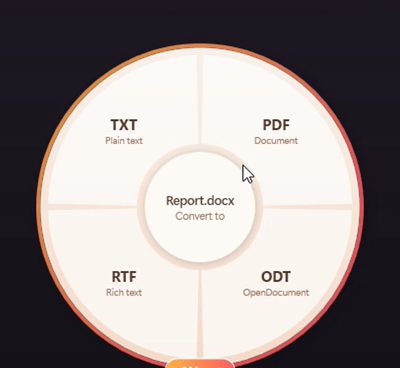 TXT
Plain text
PDF
Document
Report.docx
Convert to
RTF
Rich text
ODT
OpenDocument